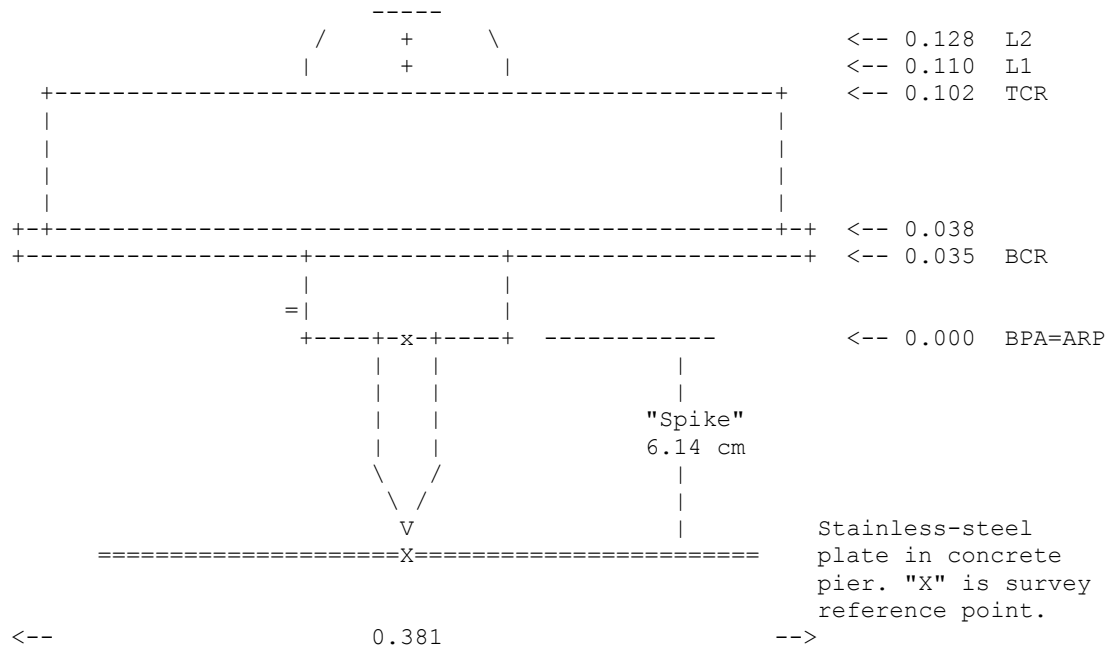 <-- 0.128 L2
<-- 0.110 L1
<-- 0.102 TCR
<-- 0.038
<-- 0.035 BCR
x
<-- 0.000 BPA=ARP
"Spike"
6.14 cm
V
Stainless-steel
X
plate in concrete
pier. "X" is survey
reference point.
<-- 0.381 -->